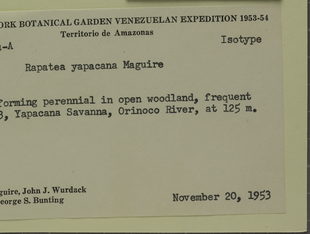 ORK BOTANICAL GARDEN VENEZUELAN EXPEDITION 1953-54
Territorio de Amazonas
-A Isotype
Rapatea yapacana Maguire
forming perennial in open woodland, frequent
3, Yapacana Savanna, Orinoco River, at 125 m.
guire, John J. Wurdack
eorge S. Bunting
November 20, 1953